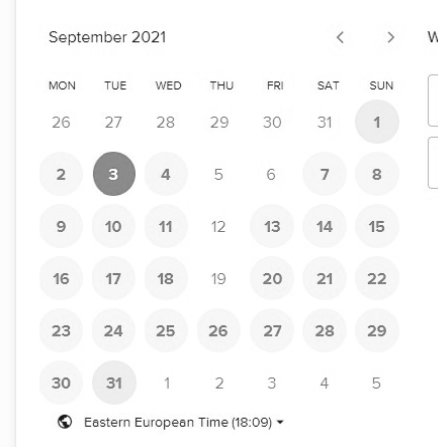 September 2021 < > W
MON TUE WED THU FRI SAT SUN
26 27 28 29 30 31 1
2 3 4 5 6 7 8
9 10 11 12 13 14 15
16 17 18 19 20 21 22
23 24 25 26 27 28 29
30 31 1 2 3 4 5
Eastern European Time (18:09)